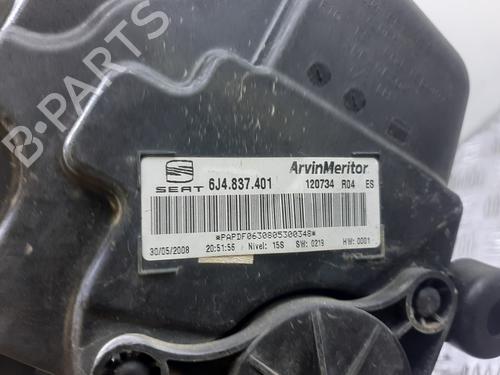 B-PARTS
SEAT 6J4.837.401 ArvinMeritor
120734 R04 ES
*PAPDF0630805300348*
30/05/2008 20:51:56 Nivel: 15S SW: 0219 HW: 0001